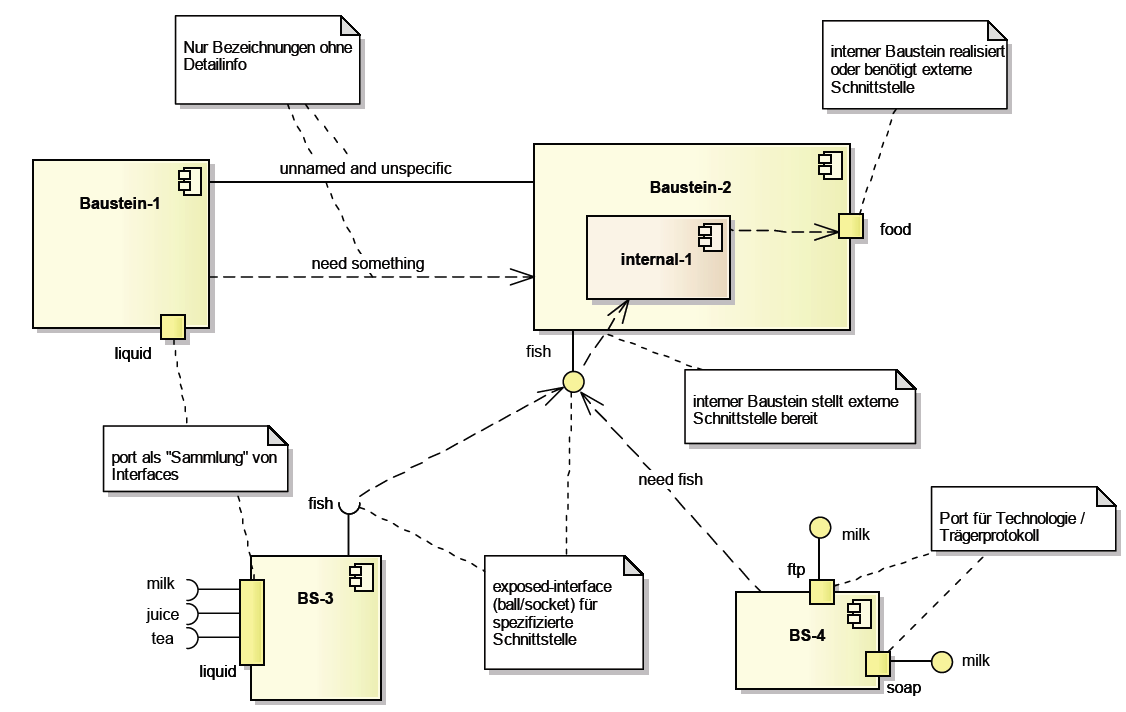 Nur Bezeichnungen ohne
Detailinfo
interner Baustein realisiert
oder benötigt externe
Schnittstelle
unnamed and unspecific
Baustein-1
Baustein-2
food
internal-1
need something
liquid
fish
interner Baustein stellt externe
Schnittstelle bereit
port als "Sammlung" von
Interfaces
need fish
fish
Port für Technologie /
Trägerprotokoll
milk
ftp
milk
juice
tea
liquid
BS-3
exposed-interface
(ball/socket) für
spezifizierte
Schnittstelle
BS-4
milk
soap